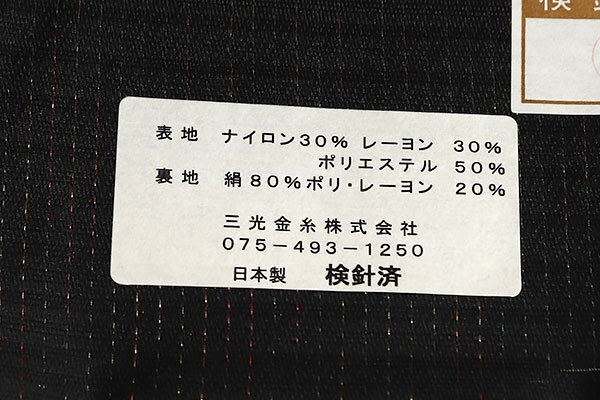 検針
表地 ナイロン30% レーヨン 30%
ポリエステル 50%
裏地 絹80%ポリ・レーヨン 20%
三光金糸株式会社
075-493-1250
日本製 検針済